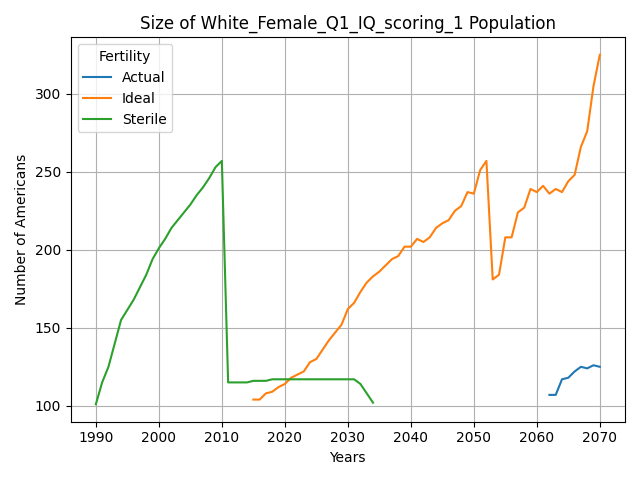 Size of White_Female_Q1_IQ_scoring_1 Population
Fertility
Actual
Ideal
Sterile
Number of Americans
300
250
200
150
100
1990 2000 2010 2020 2030 2040 2050 2060 2070
Years